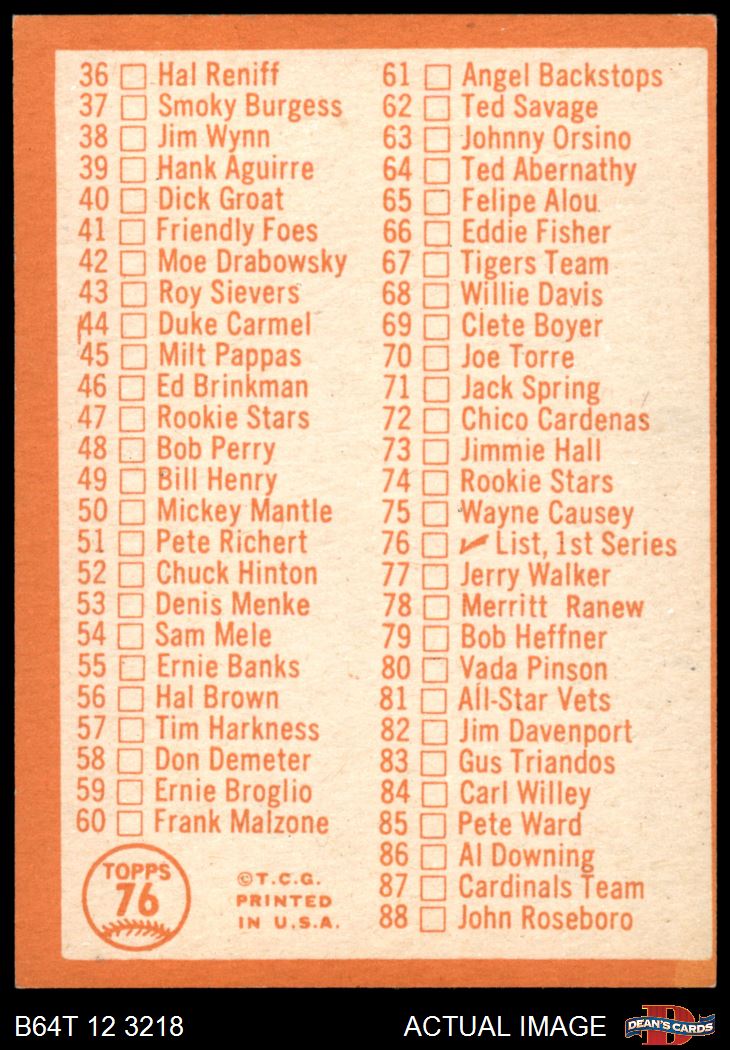 36 Hal Reniff
37 Smoky Burgess
38 Jim Wynn
39 Hank Aguirre
40 Dick Groat
41 Friendly Foes
42 Moe Drabowsky
43 Roy Sievers
44 Duke Carmel
45 Milt Pappas
46 Ed Brinkman
47 Rookie Stars
48 Bob Perry
49 Bill Henry
50 Mickey Mantle
51 Pete Richert
52 Chuck Hinton
53 Denis Menke
54 Sam Mele
55 Ernie Banks
56 Hal Brown
57 Tim Harkness
58 Don Demeter
59 Ernie Broglio
60 Frank Malzone
TOPPS
76
©T.C.G.
PRINTED
IN U.S.A.
61 Angel Backstops
62 Ted Savage
63 Johnny Orsino
64 Ted Abernathy
65 Felipe Alou
66 Eddie Fisher
67 Tigers Team
68 Willie Davis
69 Clete Boyer
70 Joe Torre
71 Jack Spring
72 Chico Cardenas
73 Jimmie Hall
74 Rookie Stars
75 Wayne Causey
76 ✓ List, 1st Series
77 Jerry Walker
78 Merritt Ranew
79 Bob Heffner
80 Vada Pinson
81 All-Star Vets
82 Jim Davenport
83 Gus Triandos
84 Carl Willey
85 Pete Ward
86 Al Downing
87 Cardinals Team
88 John Roseboro
B64T 12 3218
ACTUAL IMAGE
D
DEAN'S CARDS